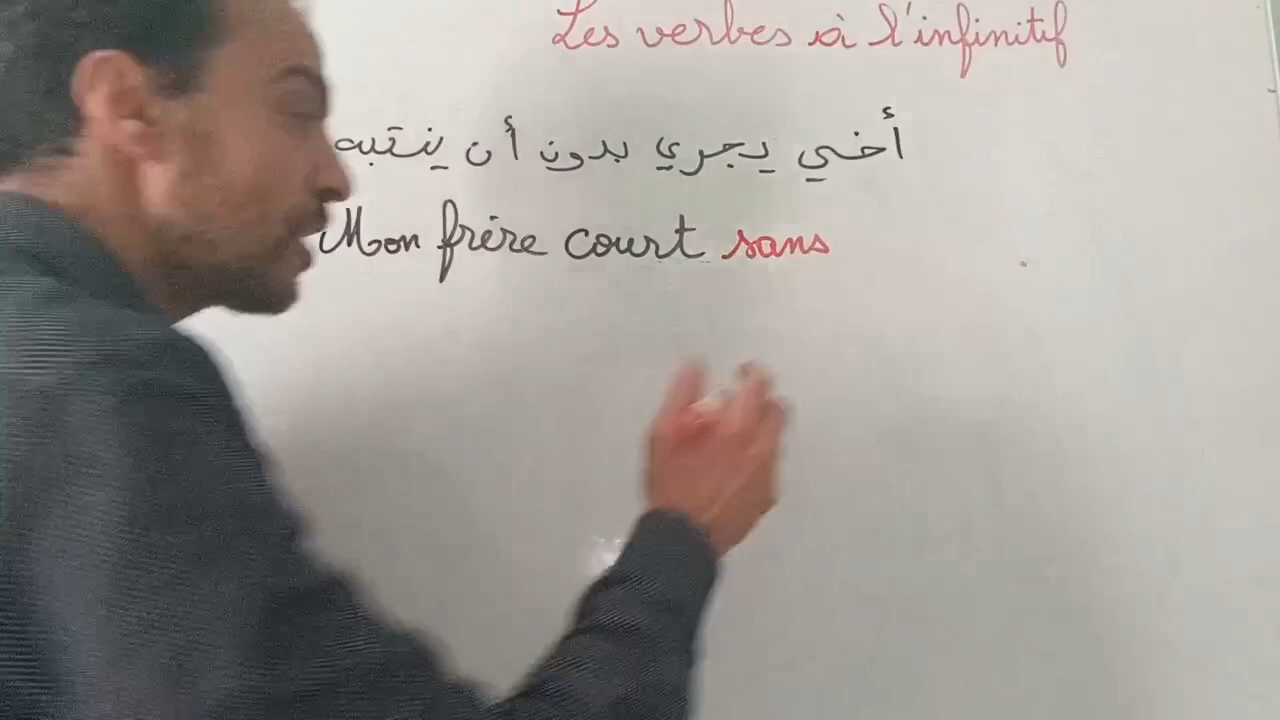 Les verbes à l'infinitif
أخي يجري بدون أن ينتبه
Mon frère court sans